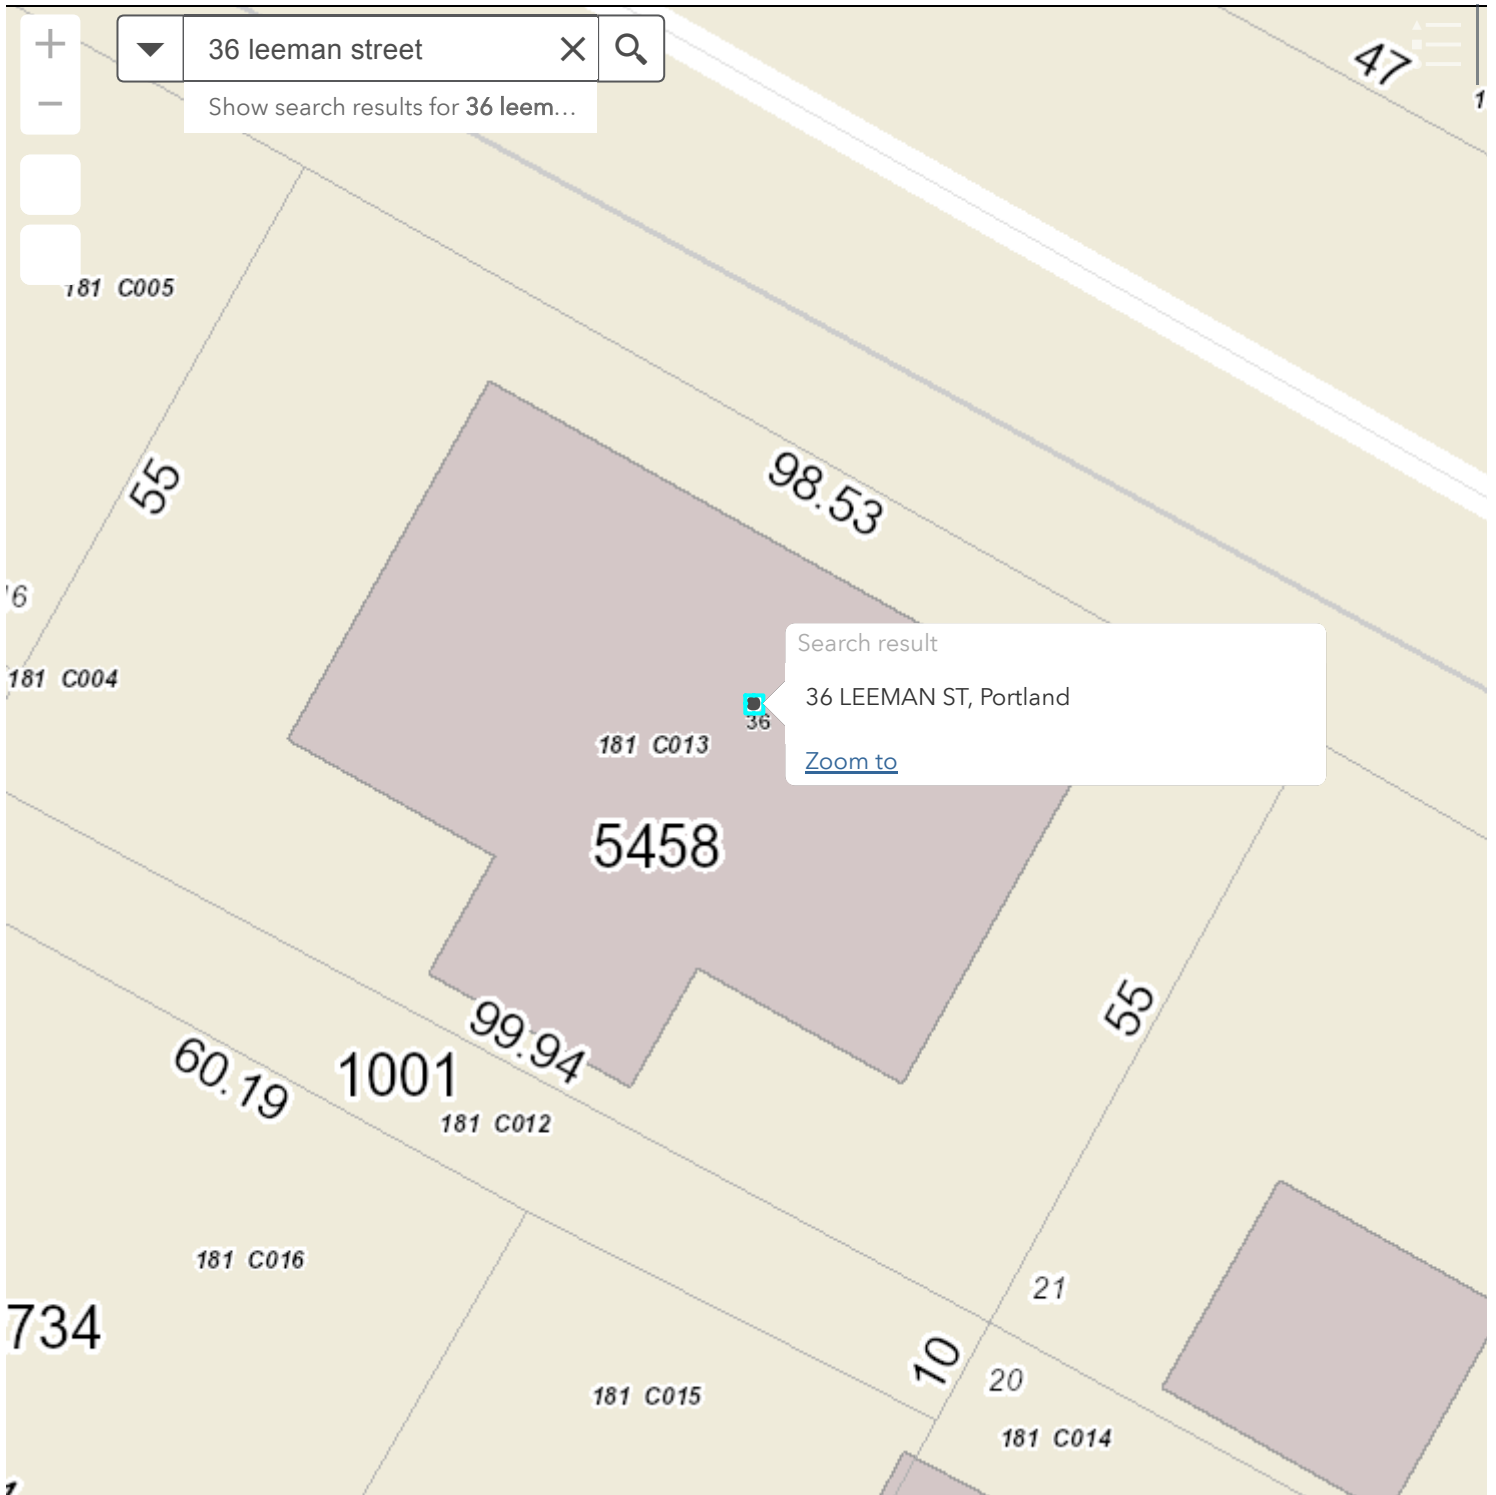 36 leeman street
Show search results for 36 leem...
47
181 C005
55
98.53
181 C004
Search result
36 LEEMAN ST, Portland
36
181 C013
Zoom to
5458
55
99.94
60.19
1001
181 C012
181 C016
21
734
10
20
181 C015
181 C014